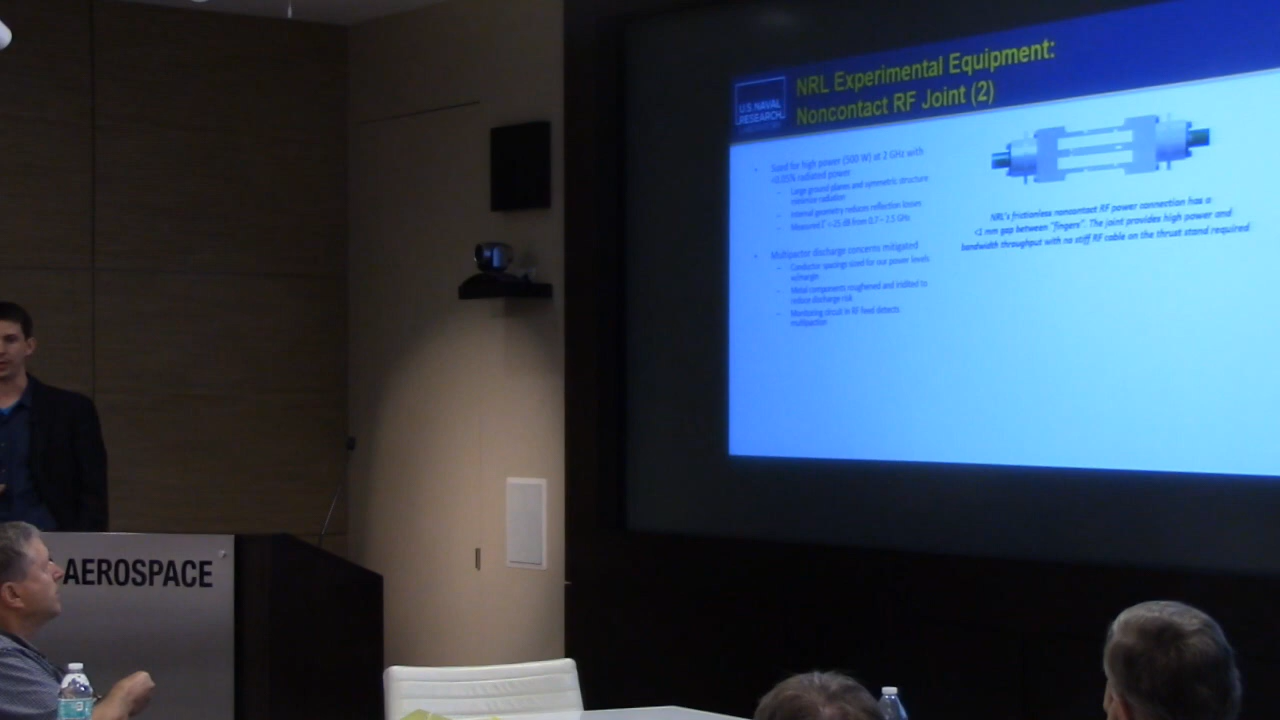 NRL Experimental Equipment:
Noncontact RF Joint (2)
U.S. NAVAL
RESEARCH
LABORATORY
Sized for high power (500 W) at 2 GHz with
<0.05% radiated power
– Large ground planes and symmetric structure
minimize radiation
– Internal geometry reduces reflection losses
– Measured Γ <-25 dB from 0.7 – 2.5 GHz
Multipactor discharge concerns mitigated
– Conductor spacings sized for our power levels
– Metal components roughened and
reduce discharge risk
– Monitoring circuit in RF feed detects
NRL's frictionless noncontact RF power connection has a
<1 mm gap between "fingers". The joint provides high power and
bandwidth throughput with no stiff RF cable on the thrust stand required
AEROSPACE